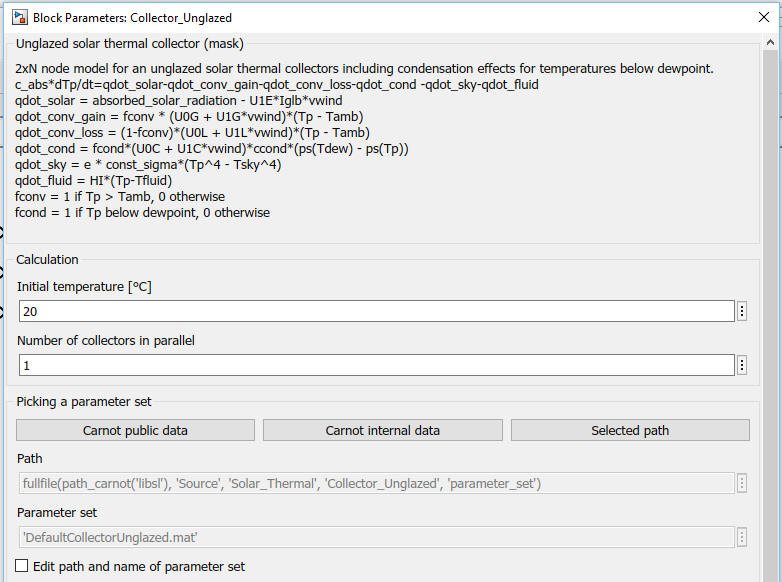 Block Parameters: Collector_Unglazed
Unglazed solar thermal collector (mask)
2xN node model for an unglazed solar thermal collectors including condensation effects for temperatures below dewpoint.
c_abs*dTp/dt=qdot_solar-qdot_conv_gain-qdot_conv_loss-qdot_cond -qdot_sky-qdot_fluid
qdot_solar = absorbed_solar_radiation - U1E*Iglb*vwind
qdot_conv_gain = fconv * (U0G + U1G*vwind)*(Tp - Tamb)
qdot_conv_loss = (1-fconv)*(U0L + U1L*vwind)*(Tp - Tamb)
qdot_cond = fcond*(U0C + U1C*vwind)*ccond*(ps(Tdew) - ps(Tp))
qdot_sky = e * const_sigma*(Tp^4 - Tsky^4)
qdot_fluid = HI*(Tp-Tfluid)
fconv = 1 if Tp > Tamb, 0 otherwise
fcond = 1 if Tp below dewpoint, 0 otherwise
Calculation
Initial temperature [°C]
20
Number of collectors in parallel
1
Picking a parameter set
Carnot public data Carnot internal data Selected path
Path
fullfile(path_carnot('libsl'), 'Source', 'Solar_Thermal', 'Collector_Unglazed', 'parameter_set')
Parameter set
'DefaultCollectorUnglazed.mat'
Edit path and name of parameter set